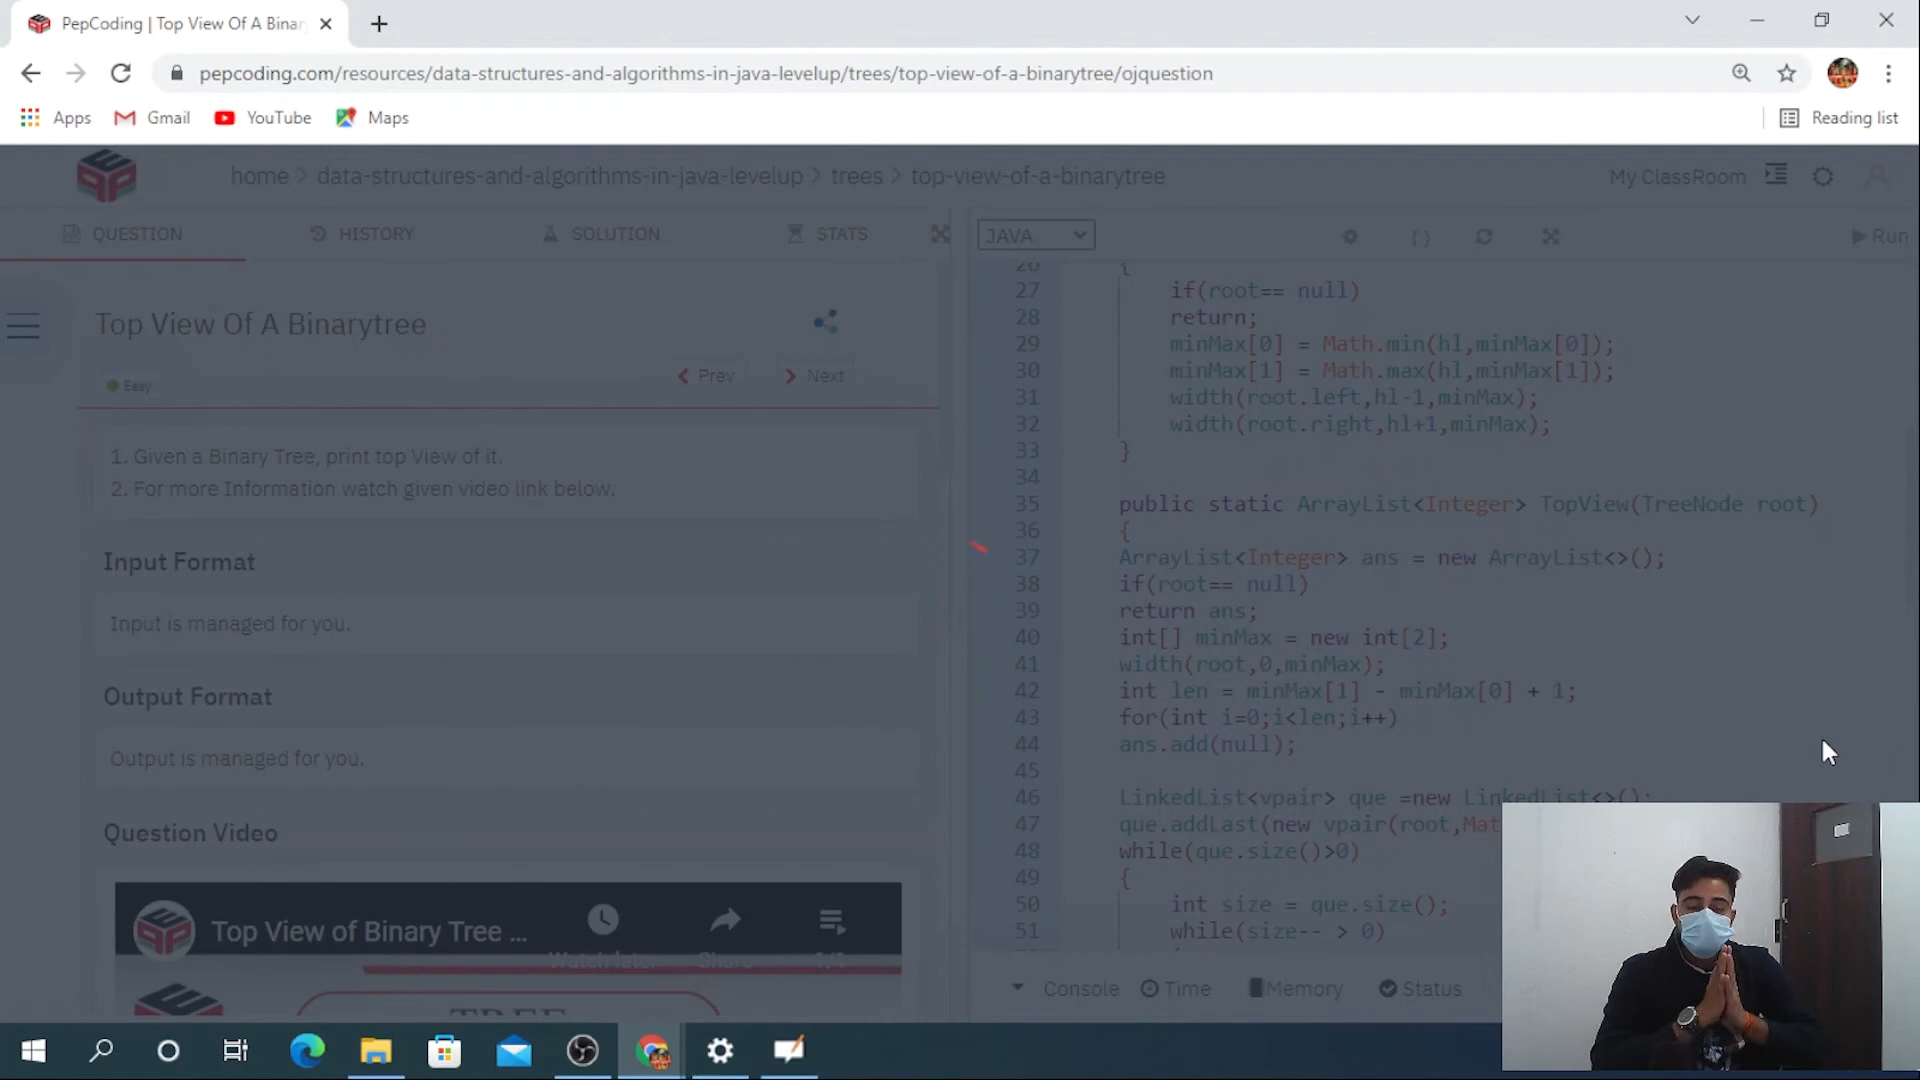 PepCoding | Top View Of A Binar
pepcoding.com/resources/data-structures-and-algorithms-in-java-levelup/trees/top-view-of-a-binarytree/ojquestion
Apps
Gmail
YouTube
Maps
Reading list
home > data-structures-and-algorithms-in-java-levelup > trees > top-view-of-a-binarytree
My ClassRoom
QUESTION
HISTORY
SOLUTION
STATS
JAVA
Run
Top View Of A Binarytree
Easy
Prev
Next
1. Given a Binary Tree, print top View of it.
2. For more Information watch given video link below.
Input Format
Input is managed for you.
Output Format
Output is managed for you.
Question Video
Top View of Binary Tree ...
Watch later
Share
TREE
26 {
27 if(root== null)
28 return;
29 minMax[0] = Math.min(hl,minMax[0]);
30 minMax[1] = Math.max(hl,minMax[1]);
31 width(root.left,hl-1,minMax);
32 width(root.right,hl+1,minMax);
33 }
34
35 public static ArrayList<Integer> TopView(TreeNode root)
36 {
37 ArrayList<Integer> ans = new ArrayList<>();
38 if(root== null)
39 return ans;
40 int[] minMax = new int[2];
41 width(root,0,minMax);
42 int len = minMax[1] - minMax[0] + 1;
43 for(int i=0;i<len;i++)
44 ans.add(null);
45
46 LinkedList<vpair> que =new LinkedList<>();
47 que.addLast(new vpair(root,Mat
48 while(que.size()>0)
49 {
50 int size = que.size();
51 while(size-- > 0)
Console
Time
Memory
Status